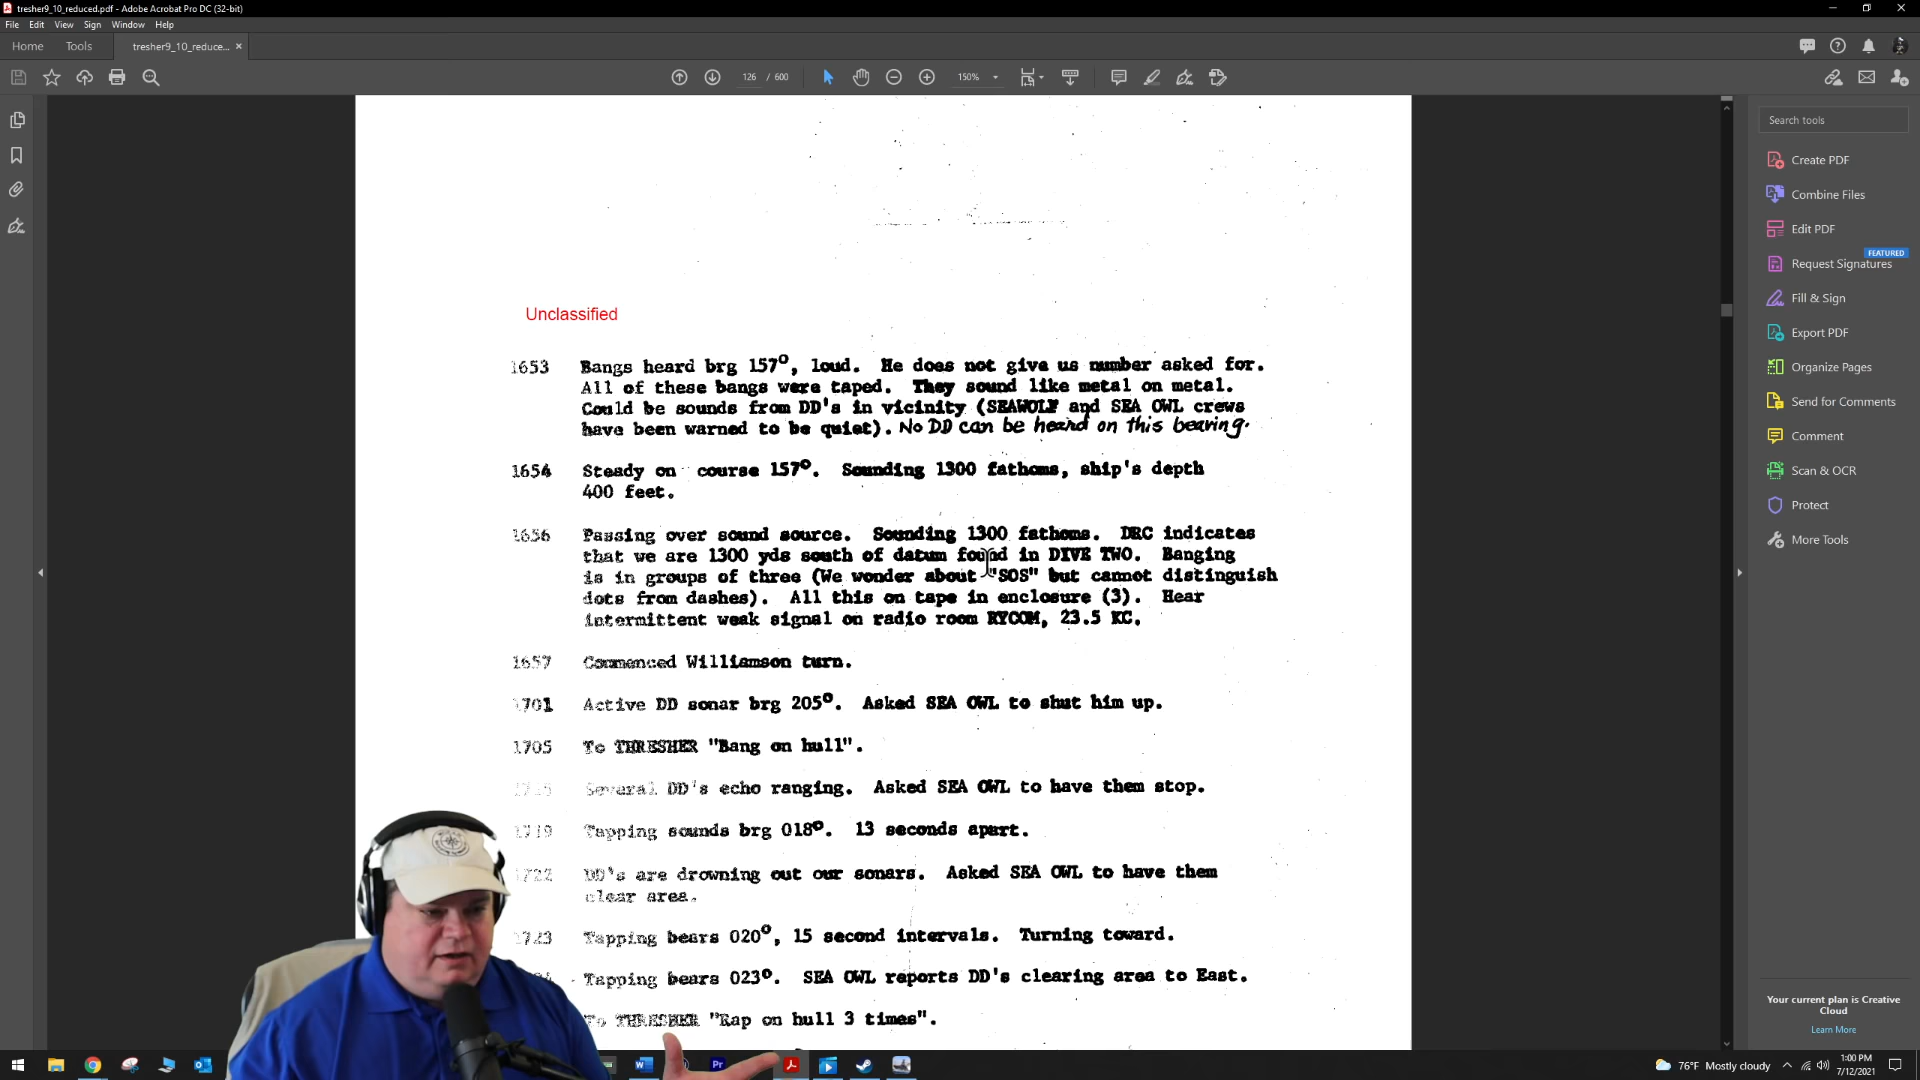 tresher9_10_reduced.pdf - Adobe Acrobat Pro DC (32-bit)
File Edit View Sign Window Help
Home Tools tresher9_10_reduce... ×
126 / 600 150%
Search tools
Create PDF
Combine Files
Edit PDF
FEATURED
Request Signatures
Fill & Sign
Export PDF
Organize Pages
Send for Comments
Comment
Scan & OCR
Protect
More Tools
Your current plan is Creative
Cloud
Learn More
Unclassified
1653 Bangs heard brg 157°, loud. He does not give us number asked for.
All of these bangs were taped. They sound like metal on metal.
Could be sounds from DD's in vicinity (SEAWOLF and SEA OWL crews
have been warned to be quiet). No DD can be heard on this bearing.
1654 Steady on course 157°. Sounding 1300 fathoms, ship's depth
400 feet.
1656 Passing over sound source. Sounding 1300 fathoms. DRC indicates
that we are 1300 yds south of datum found in DIVE TWO. Banging
is in groups of three (We wonder about "SOS" but cannot distinguish
dots from dashes). All this on tape in enclosure (3). Hear
intermittent weak signal on radio room RYCOM, 23.5 KC.
1657 Commenced Williamson turn.
1701 Active DD sonar brg 205°. Asked SEA OWL to shut him up.
1705 To THRESHER "Bang on hull".
Several DD's echo ranging. Asked SEA OWL to have them stop.
1719 Tapping sounds brg 018°. 13 seconds apart.
1722 DD's are drowning out our sonars. Asked SEA OWL to have them
clear area.
1723 Tapping bears 020°, 15 second intervals. Turning toward.
Tapping bears 023°. SEA OWL reports DD's clearing area to East.
To THRESHER "Rap on hull 3 times".
76°F Mostly cloudy 1:00 PM
7/12/2021